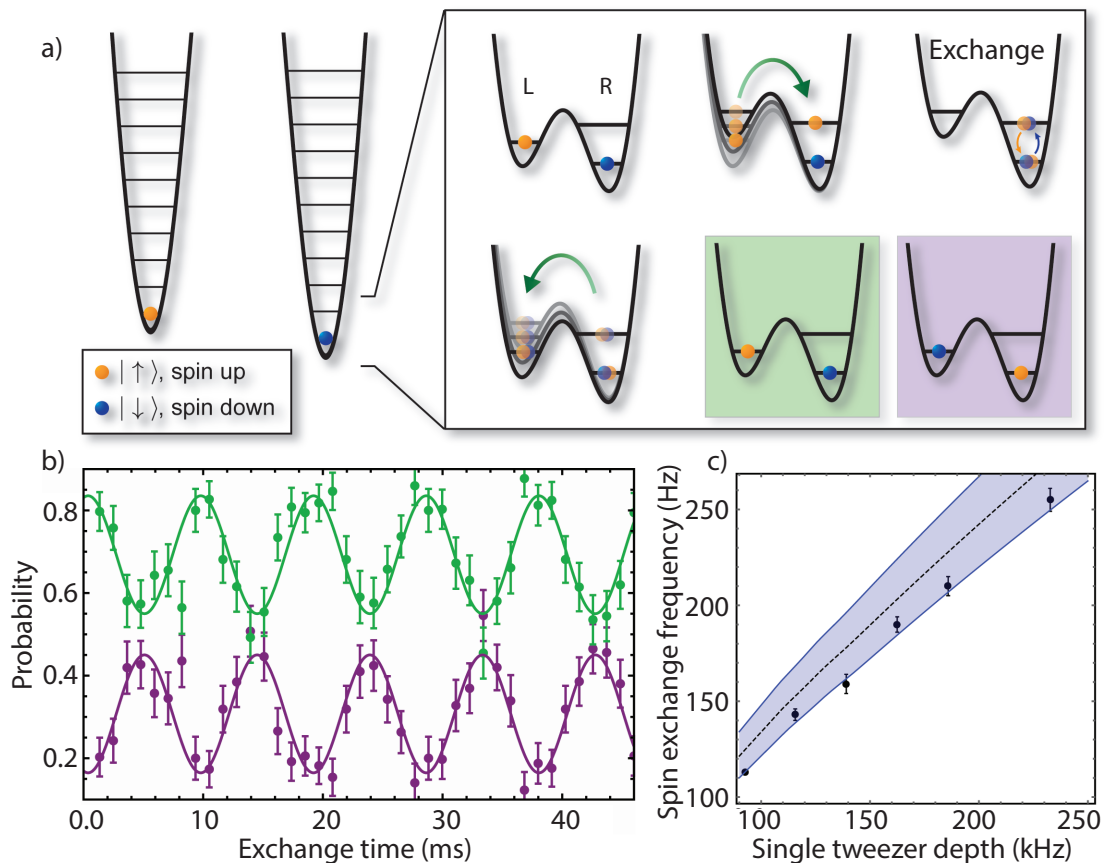 a)
L
R
Exchange
| ↑ ⟩, spin up
| ↓ ⟩, spin down
b)
Probability
0.8
0.6
0.4
0.2
0.0
10
20
30
40
Exchange time (ms)
c)
Spin exchange frequency (Hz)
250
200
150
100
100
150
200
250
Single tweezer depth (kHz)